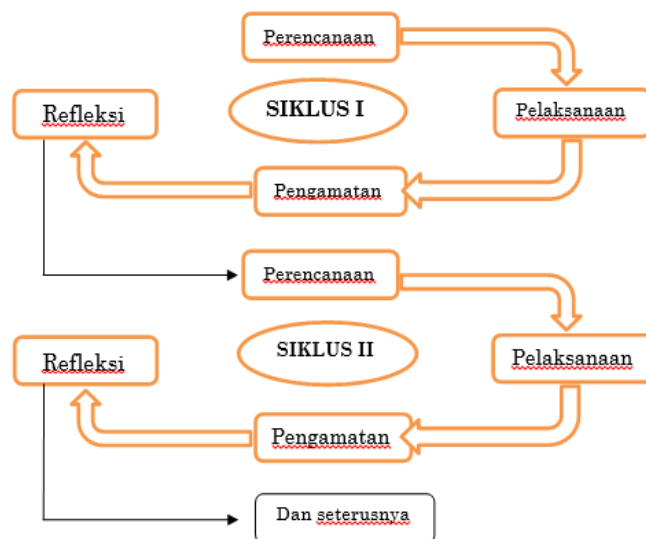 Perencanaan
SIKLUS I
Refleksi
Pelaksanaan
Pengamatan
Perencanaan
SIKLUS II
Refleksi
Pelaksanaan
Pengamatan
Dan seterusnya